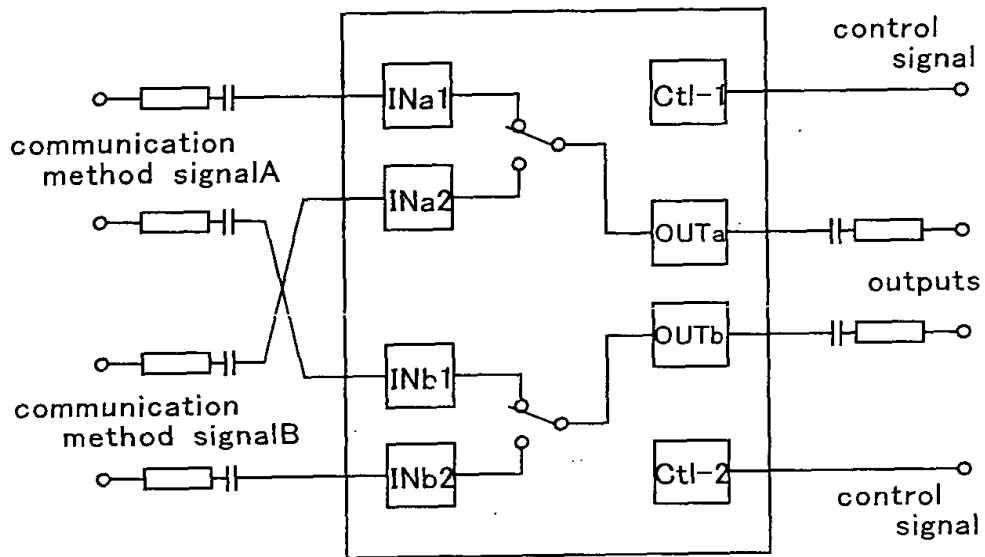 control
signal
INa1
Ctl-1
communication
method signalA
INa2
OUTa
outputs
OUTb
INb1
communication
method signalB
INb2
Ctl-2
control
signal